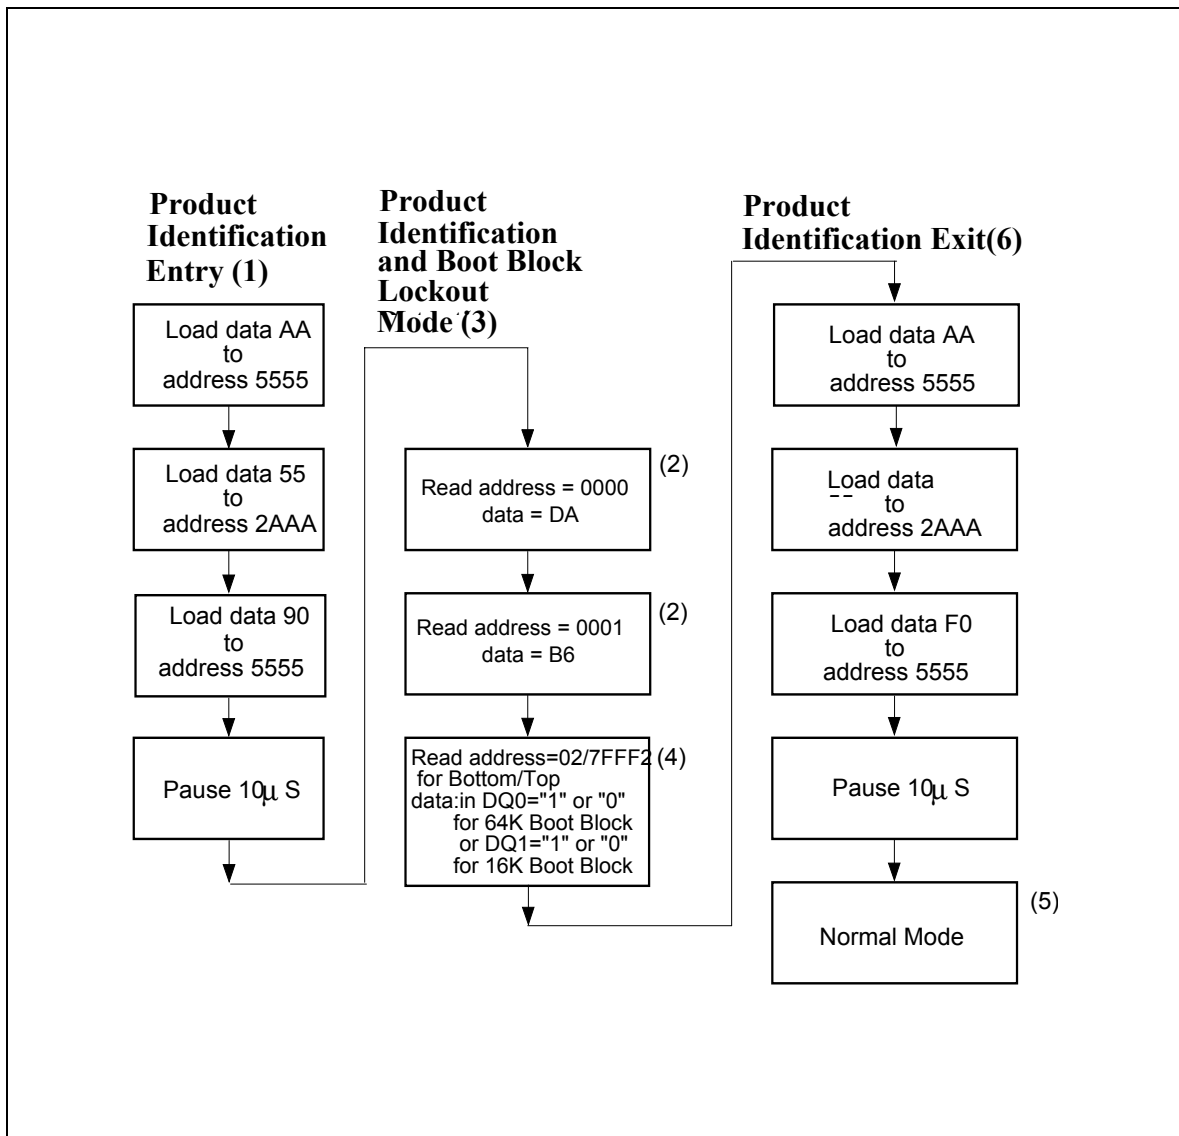 Product
Identification
Entry (1)
Load data AA
to
address 5555
Load data 55
to
address 2AAA
Load data 90
to
address 5555
Pause 10μ S
Product
Identification
and Boot Block
Lockout
Mode (3)
Read address = 0000
data = DA
(2)
Read address = 0001
data = B6
(2)
Read address=02/7FFF2
for Bottom/Top
data:in DQ0="1" or "0"
for 64K Boot Block
or DQ1="1" or "0"
for 16K Boot Block
(4)
Product
Identification Exit(6)
Load data AA
to
address 5555
Load data
to
address 2AAA
Load data F0
to
address 5555
Pause 10μ S
Normal Mode
(5)